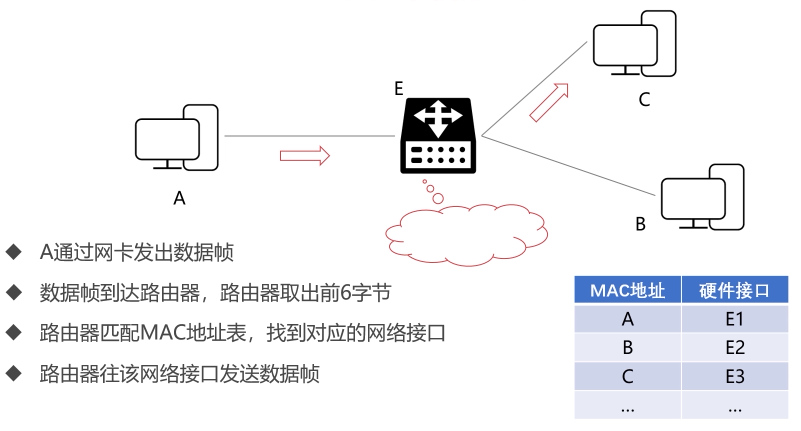 E
C
A
B
◆ A通过网卡发出数据帧
◆ 数据帧到达路由器，路由器取出前6字节
◆ 路由器匹配MAC地址表，找到对应的网络接口
◆ 路由器往该网络接口发送数据帧
MAC地址 硬件接口
A E1
B E2
C E3
... ...